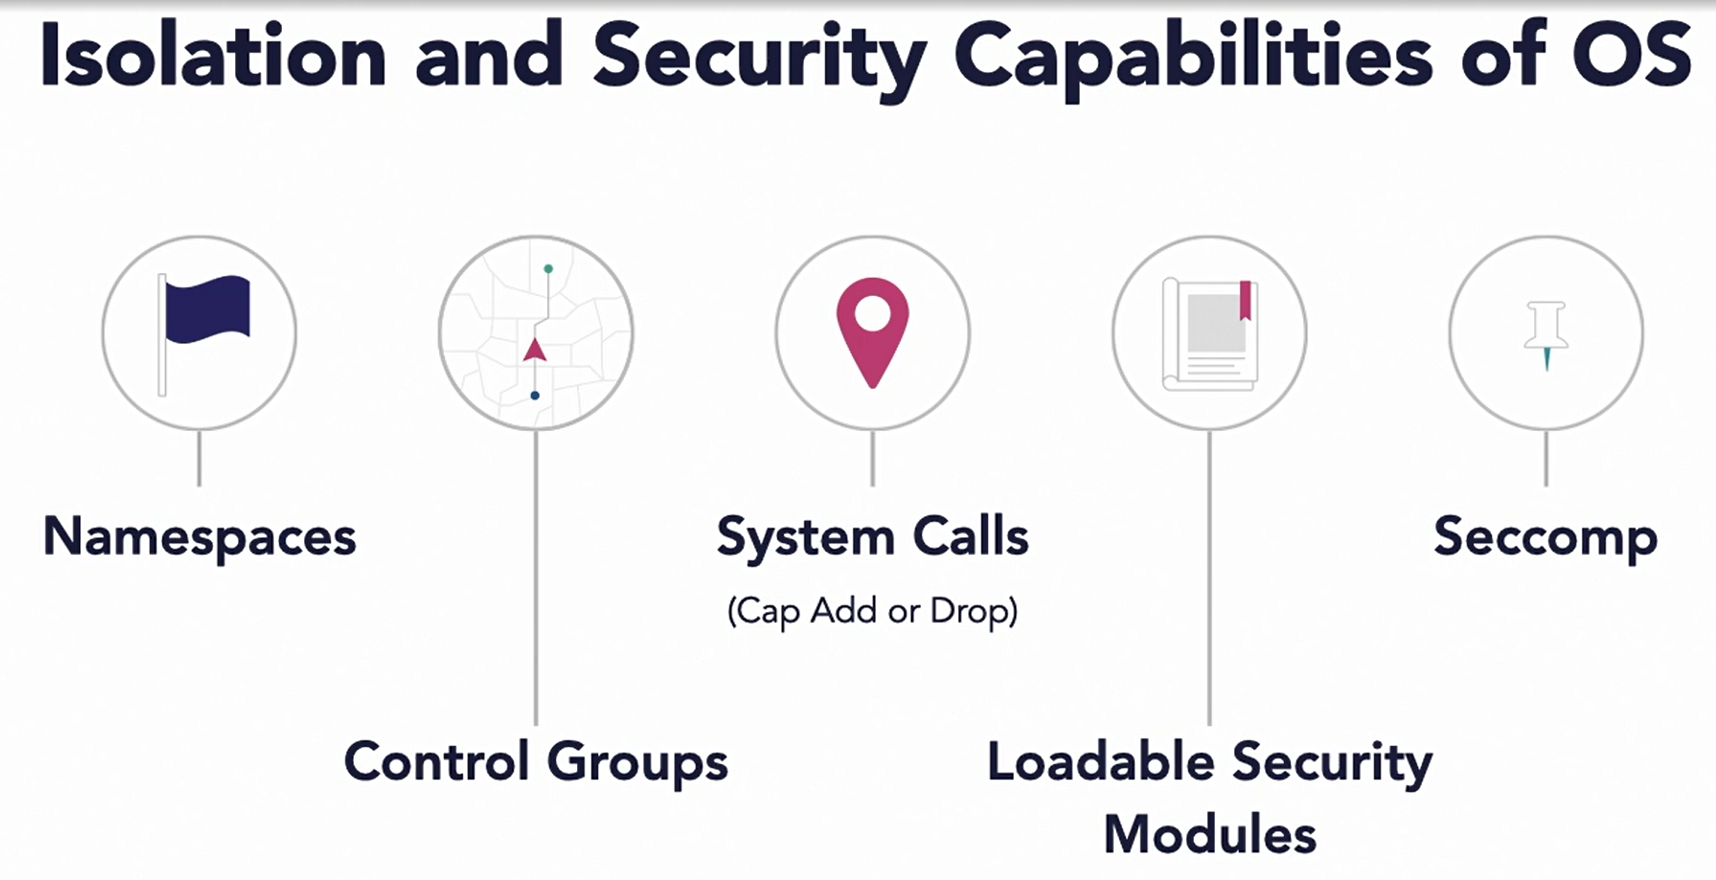 Isolation and Security Capabilities of OS
Namespaces
System Calls
(Cap Add or Drop)
Seccomp
Control Groups
Loadable Security
Modules